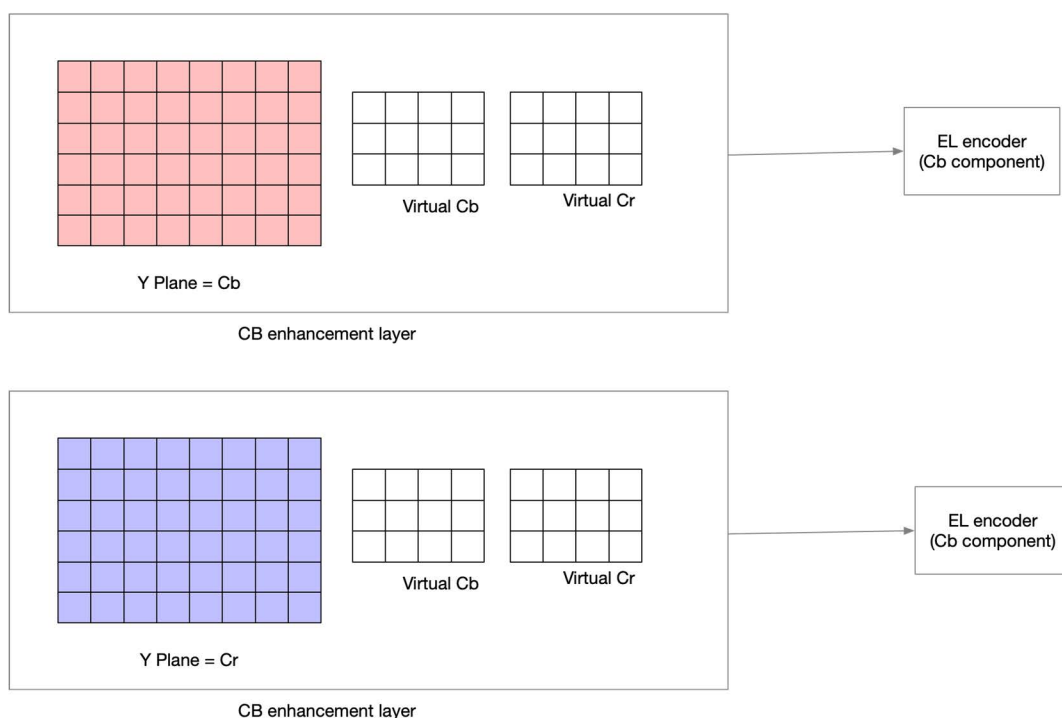 EL encoder
(Cb component)
Virtual Cb
Virtual Cr
Y Plane = Cb
CB enhancement layer
EL encoder
(Cb component)
Virtual Cb
Virtual Cr
Y Plane = Cr
CB enhancement layer